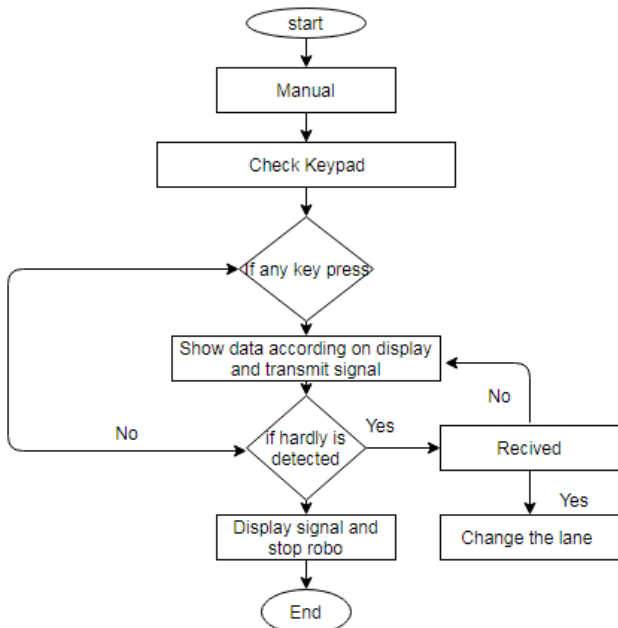 start
Manual
Check Keypad
If any key press
Show data according on display
and transmit signal
No
No
Yes
if hardly is
detected
Recived
Yes
Display signal and
stop robo
Change the lane
End